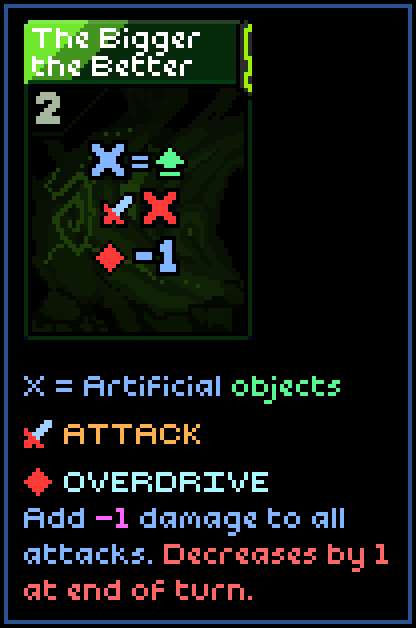 The Bigger
the Better
2
X =
X
-1
X = Artificial objects
ATTACK
OVERDRIVE
Add -1 damage to all
attacks. Decreases by 1
at end of turn.